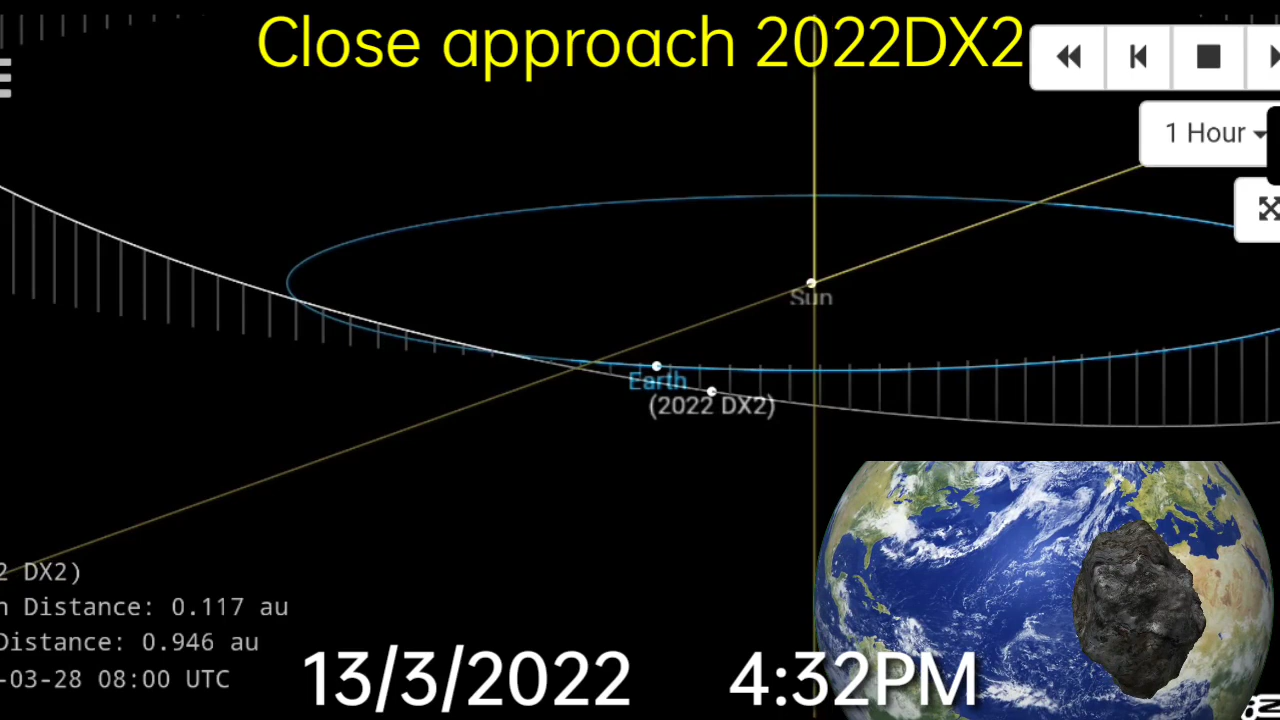 Close approach 2022DX2
1 Hour
Sun
Earth
(2022 DX2)
2 DX2)
n Distance: 0.117 au
Distance: 0.946 au
-03-28 08:00 UTC
13/3/2022 4:32PM